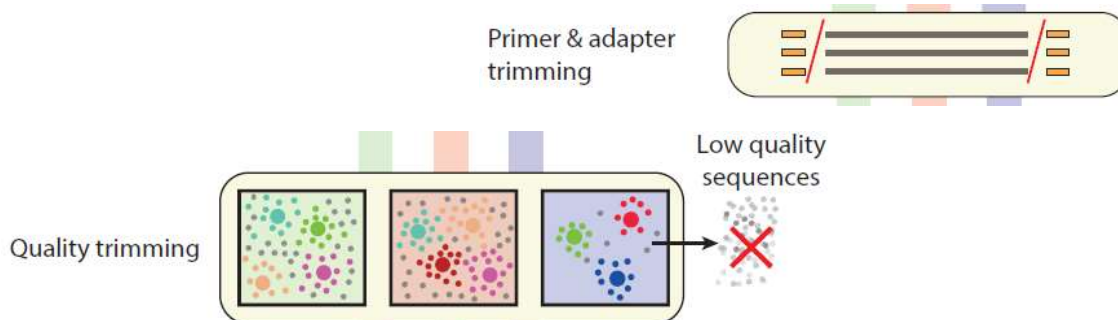 Primer & adapter
trimming
Low quality
sequences
Quality trimming